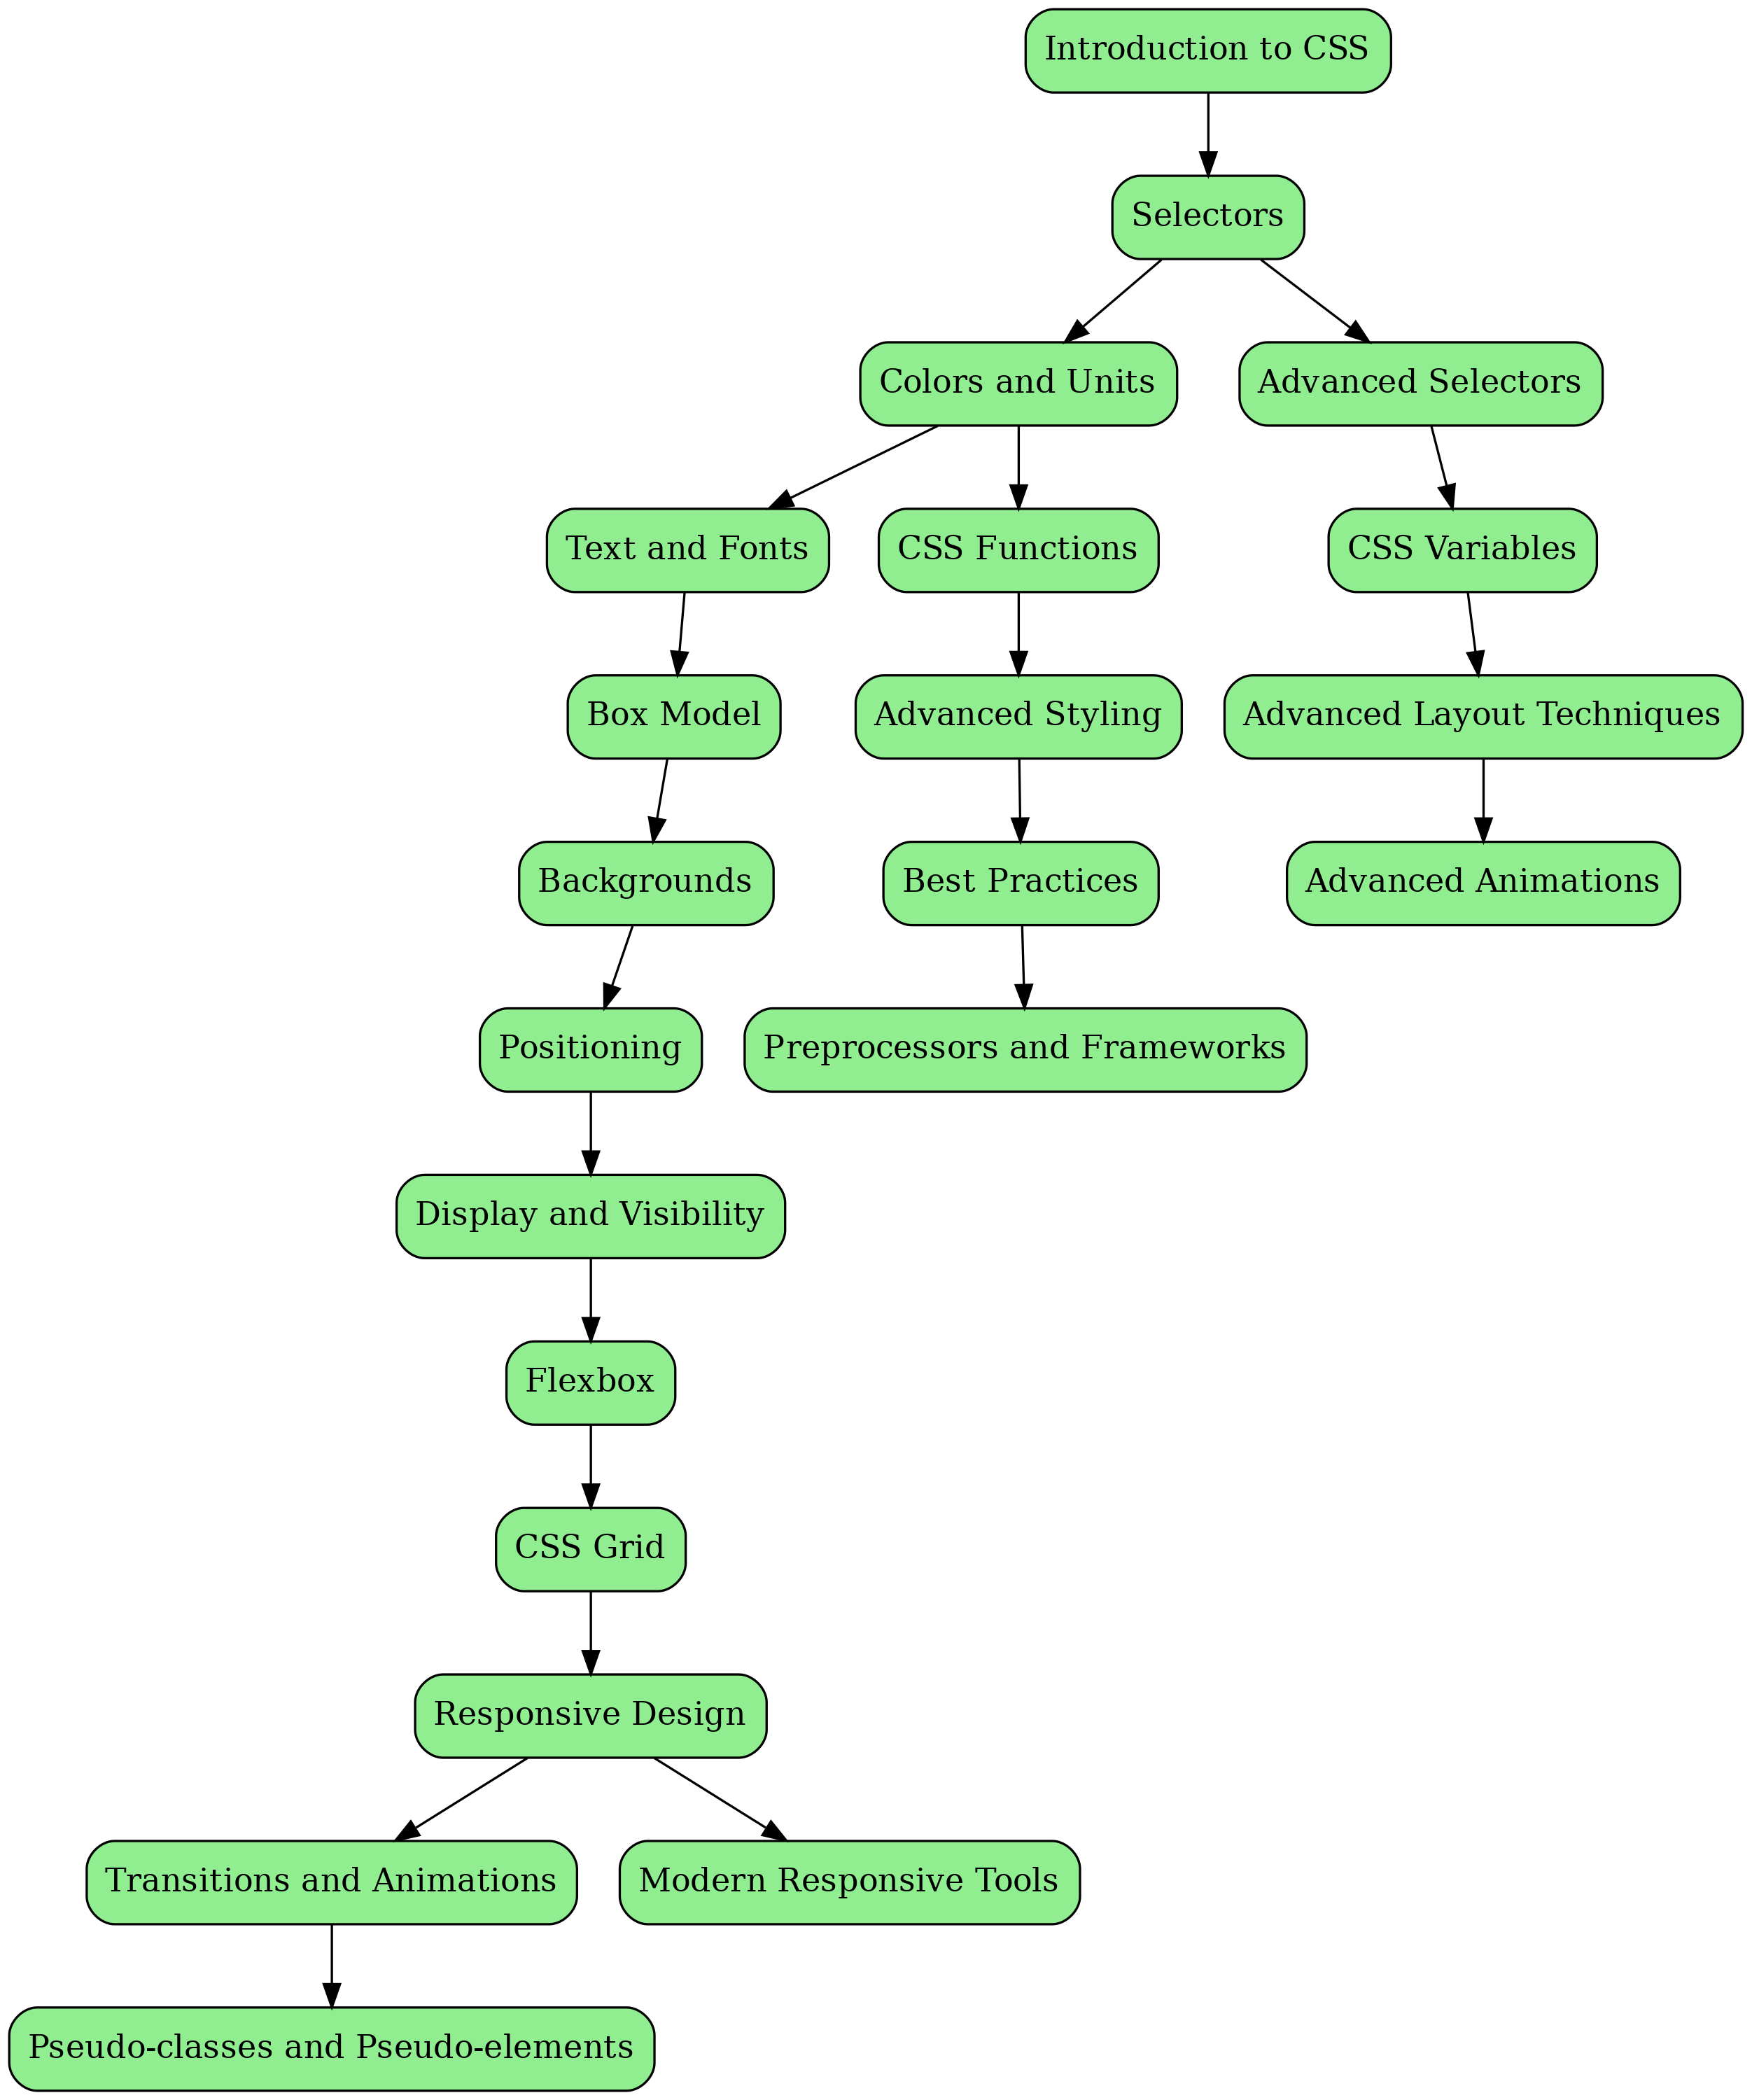 Introduction to CSS
Selectors
Colors and Units
Advanced Selectors
Text and Fonts
CSS Functions
CSS Variables
Box Model
Advanced Styling
Advanced Layout Techniques
Backgrounds
Best Practices
Advanced Animations
Positioning
Preprocessors and Frameworks
Display and Visibility
Flexbox
CSS Grid
Responsive Design
Transitions and Animations
Modern Responsive Tools
Pseudo-classes and Pseudo-elements